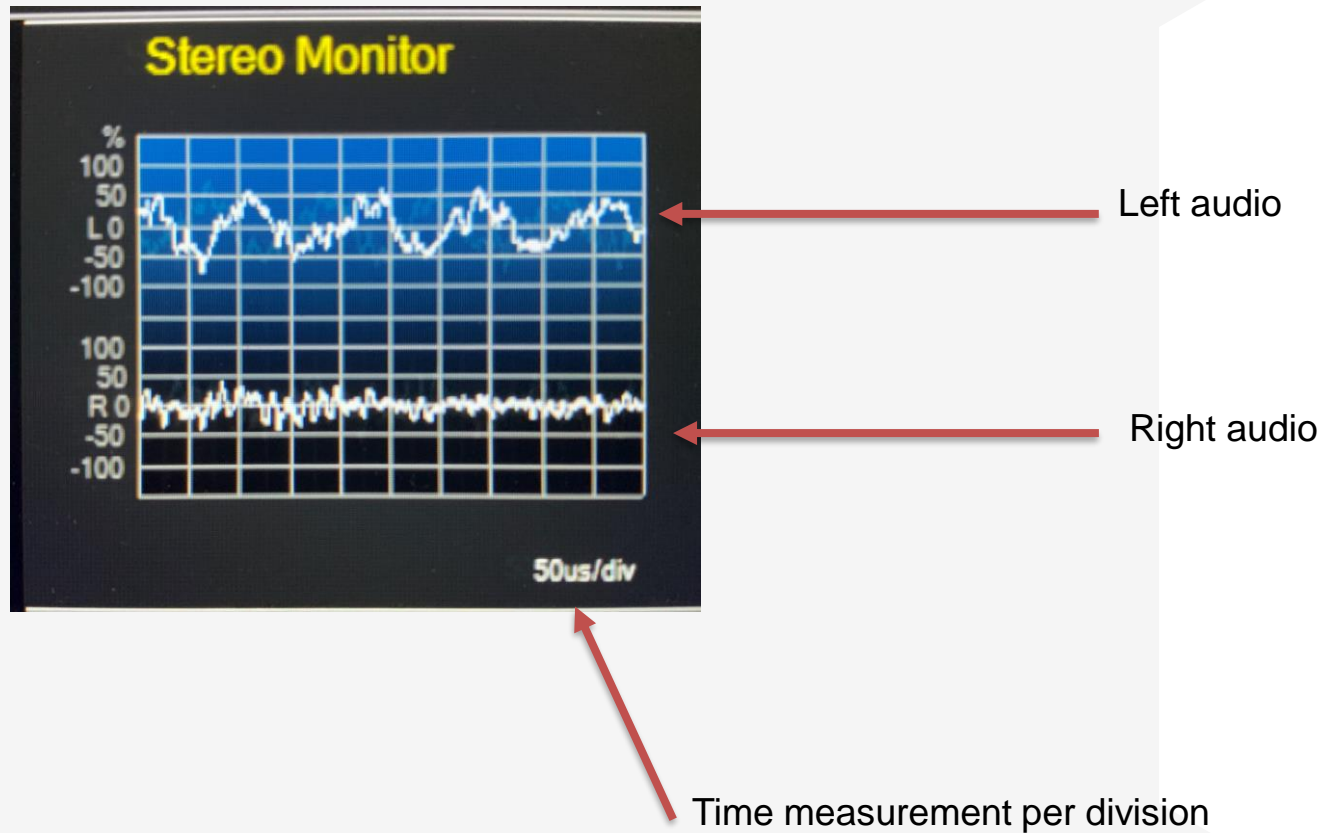 Stereo Monitor
%
100
50
L 0
-50
-100
100
50
R 0
-50
-100
50us/div
Left audio
Right audio
Time measurement per division